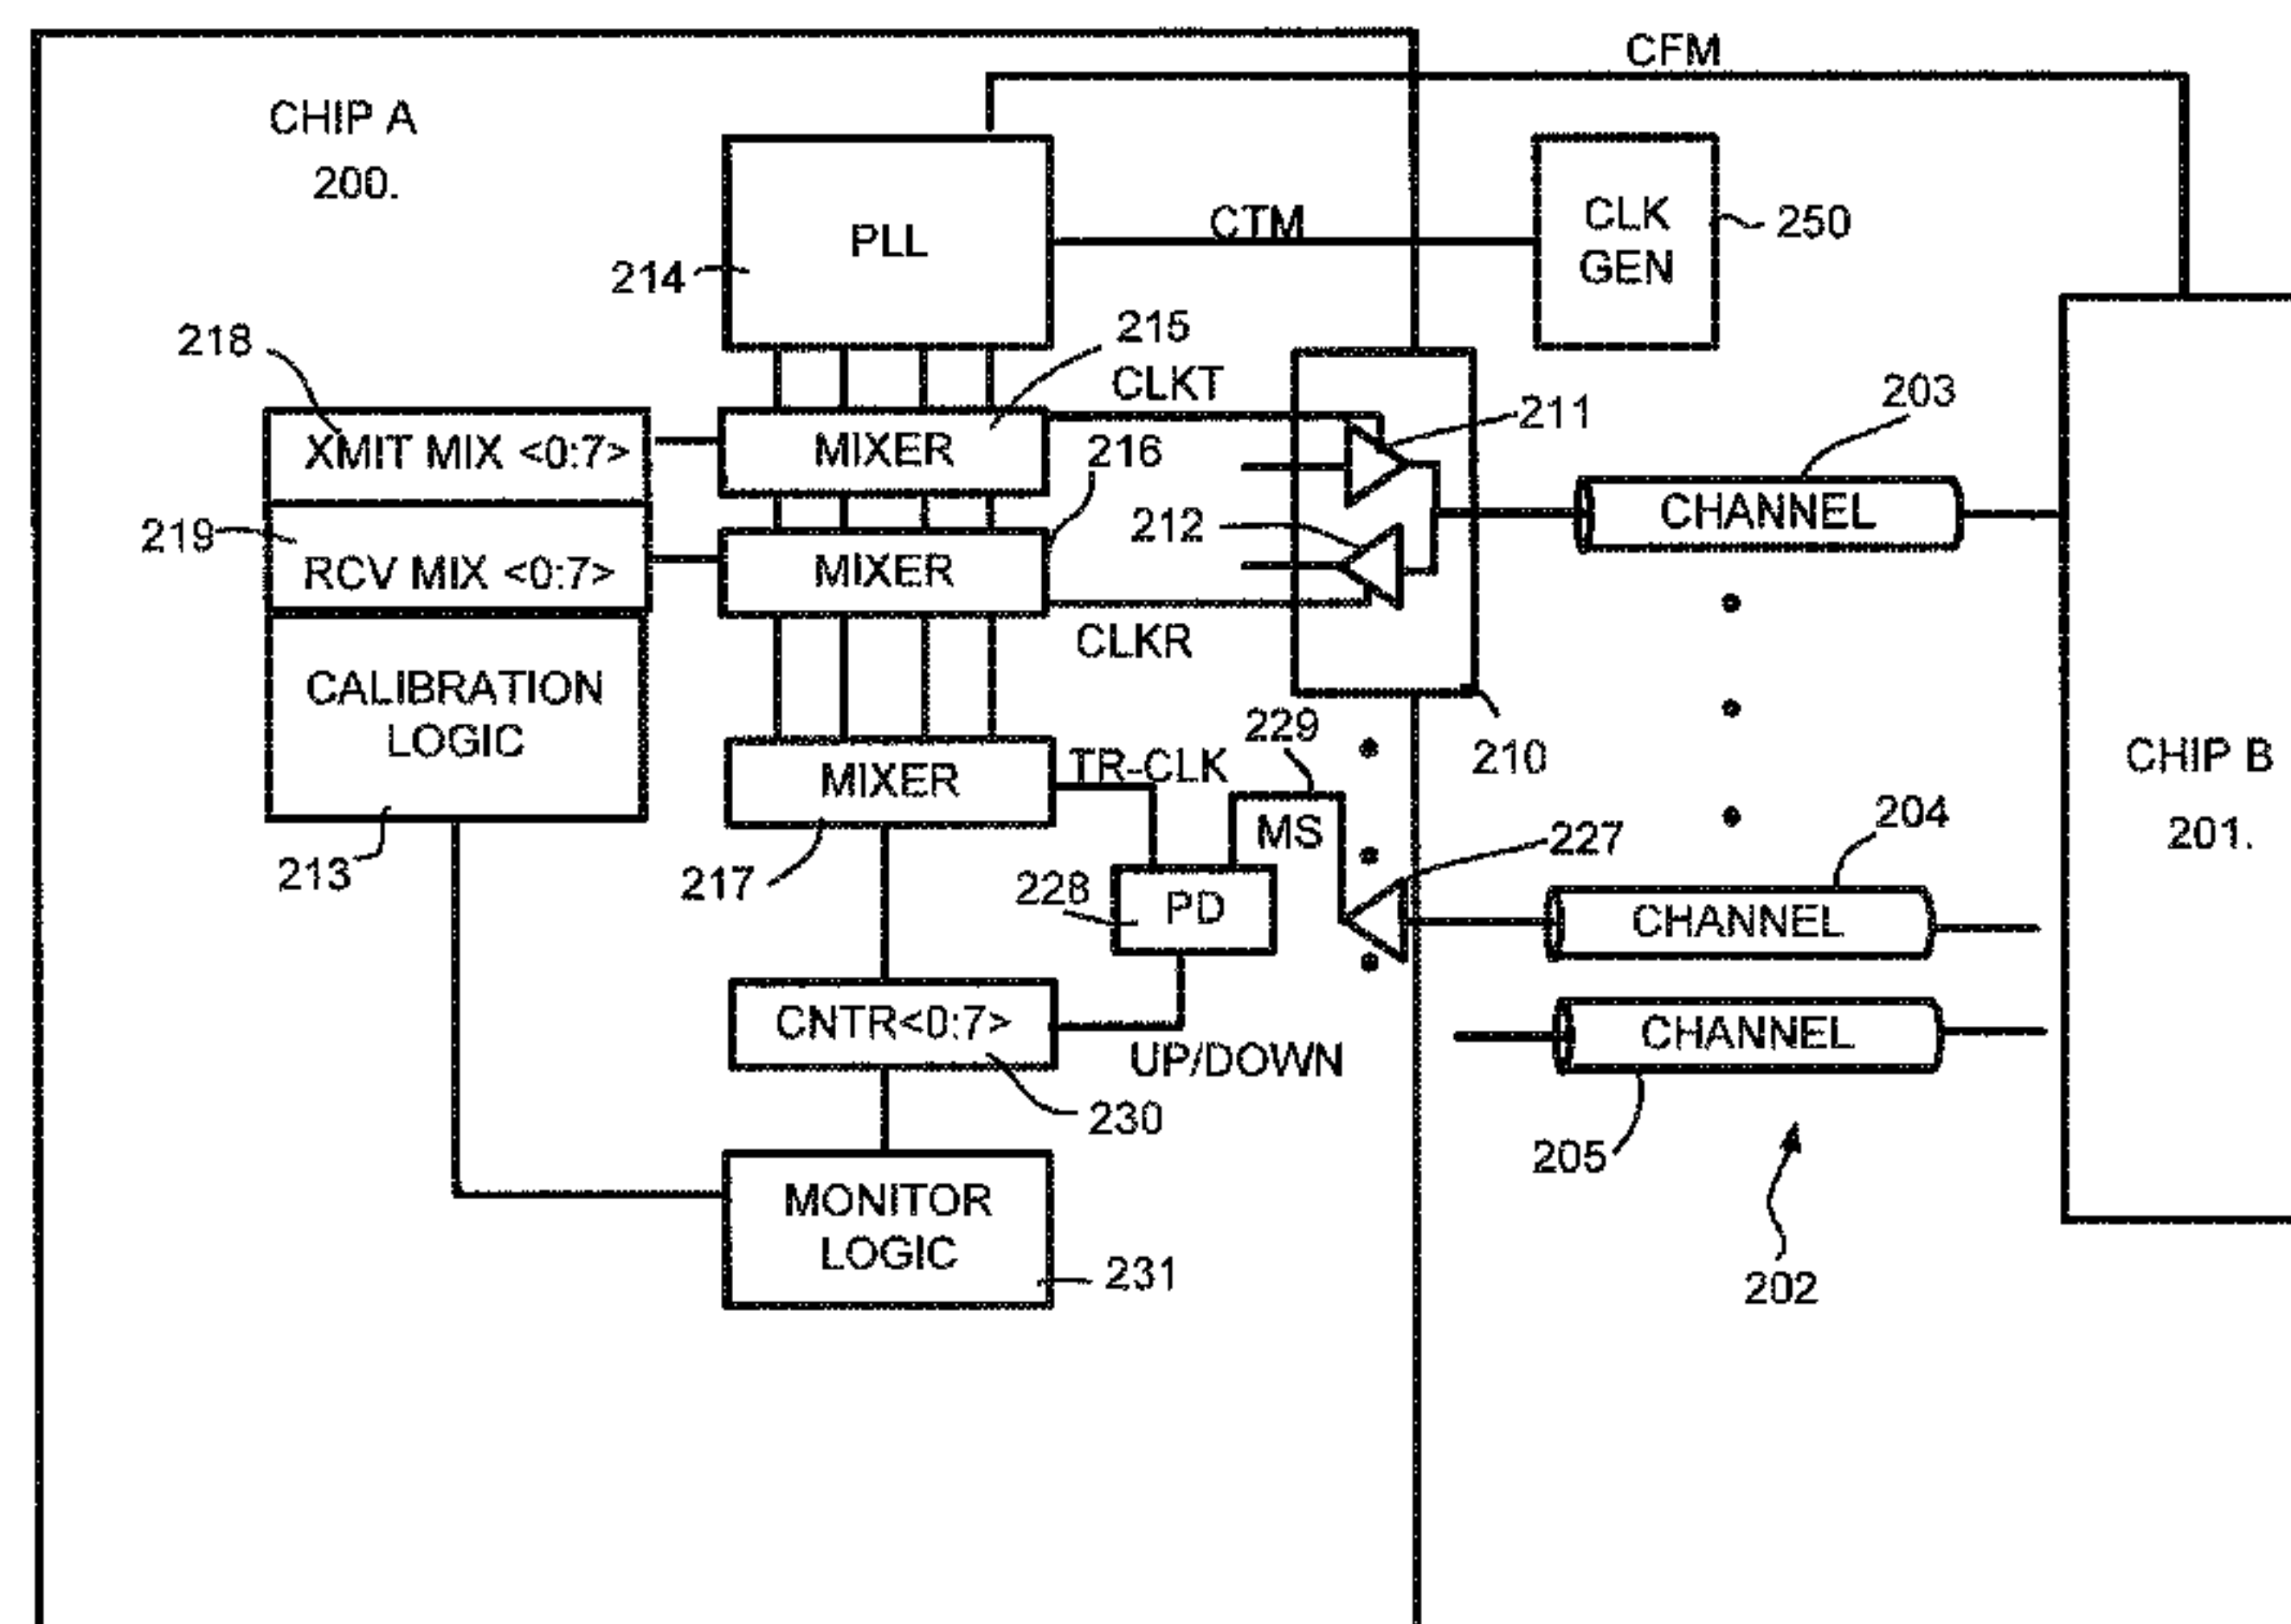 CFM
CHIP A
200.
PLL
CTM
CLK
GEN
250
214
215
218
CLKT
203
211
XMIT MIX <0:7>
MIXER
216
CHANNEL
219
212
RCV MIX <0:7>
MIXER
CLKR
CALIBRATION
LOGIC
229
210
CHIP B
201.
MIXER
TR-CLK
MS
227
204
213
217
228
PD
CHANNEL
CNTR<0:7>
UP/DOWN
CHANNEL
230
205
MONITOR
LOGIC
231
202